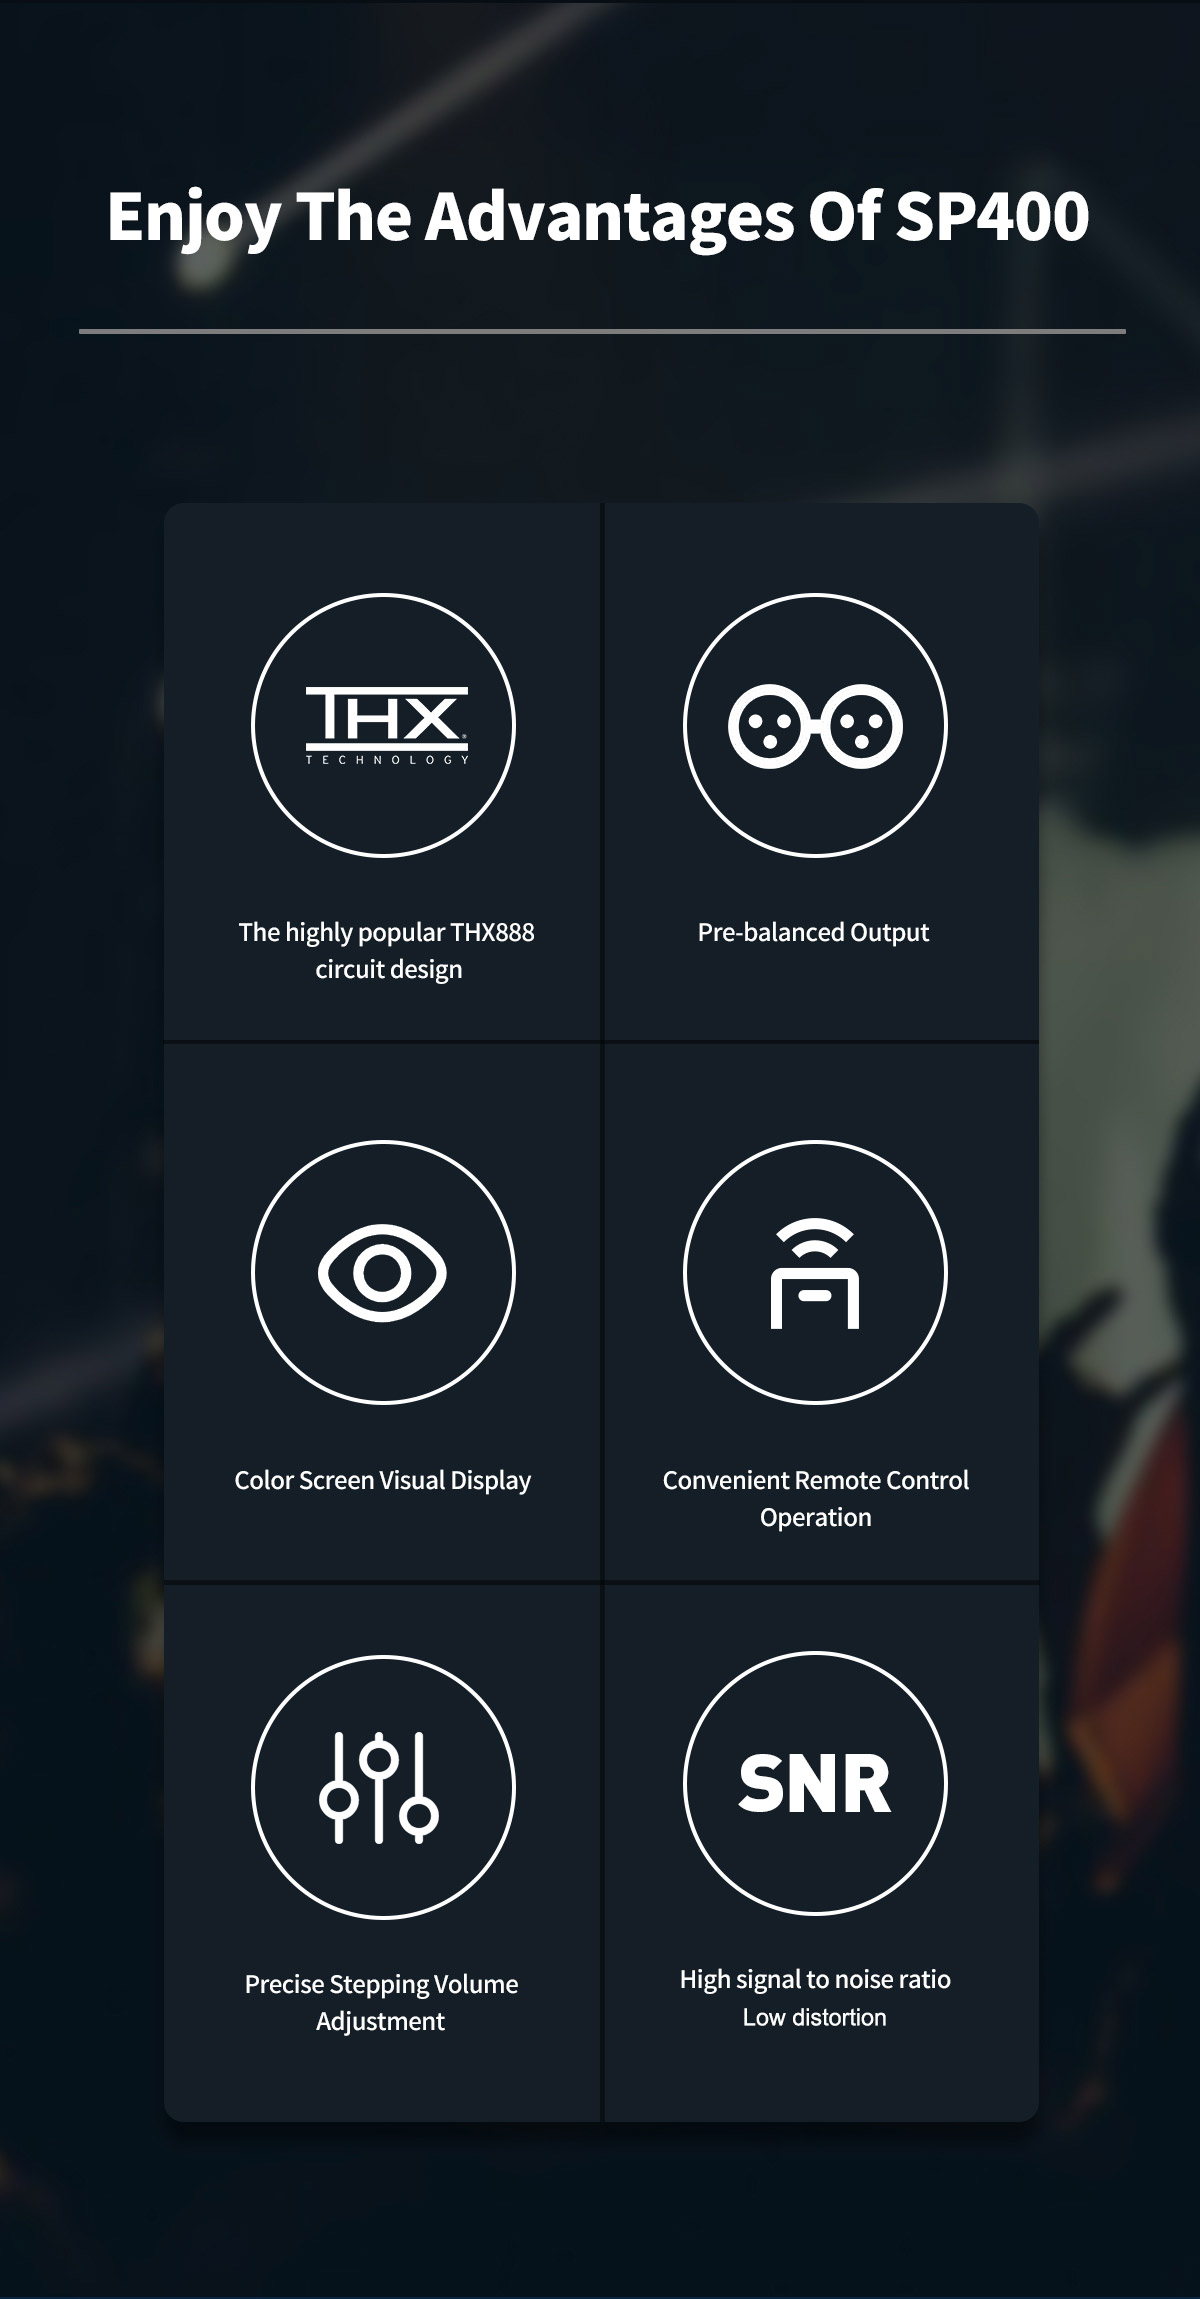 Enjoy The Advantages Of SP400
THX®
TECHNOLOGY
The highly popular THX888
circuit design
Pre-balanced Output
Color Screen Visual Display
Convenient Remote Control
Operation
Precise Stepping Volume
Adjustment
SNR
High signal to noise ratio
Low distortion